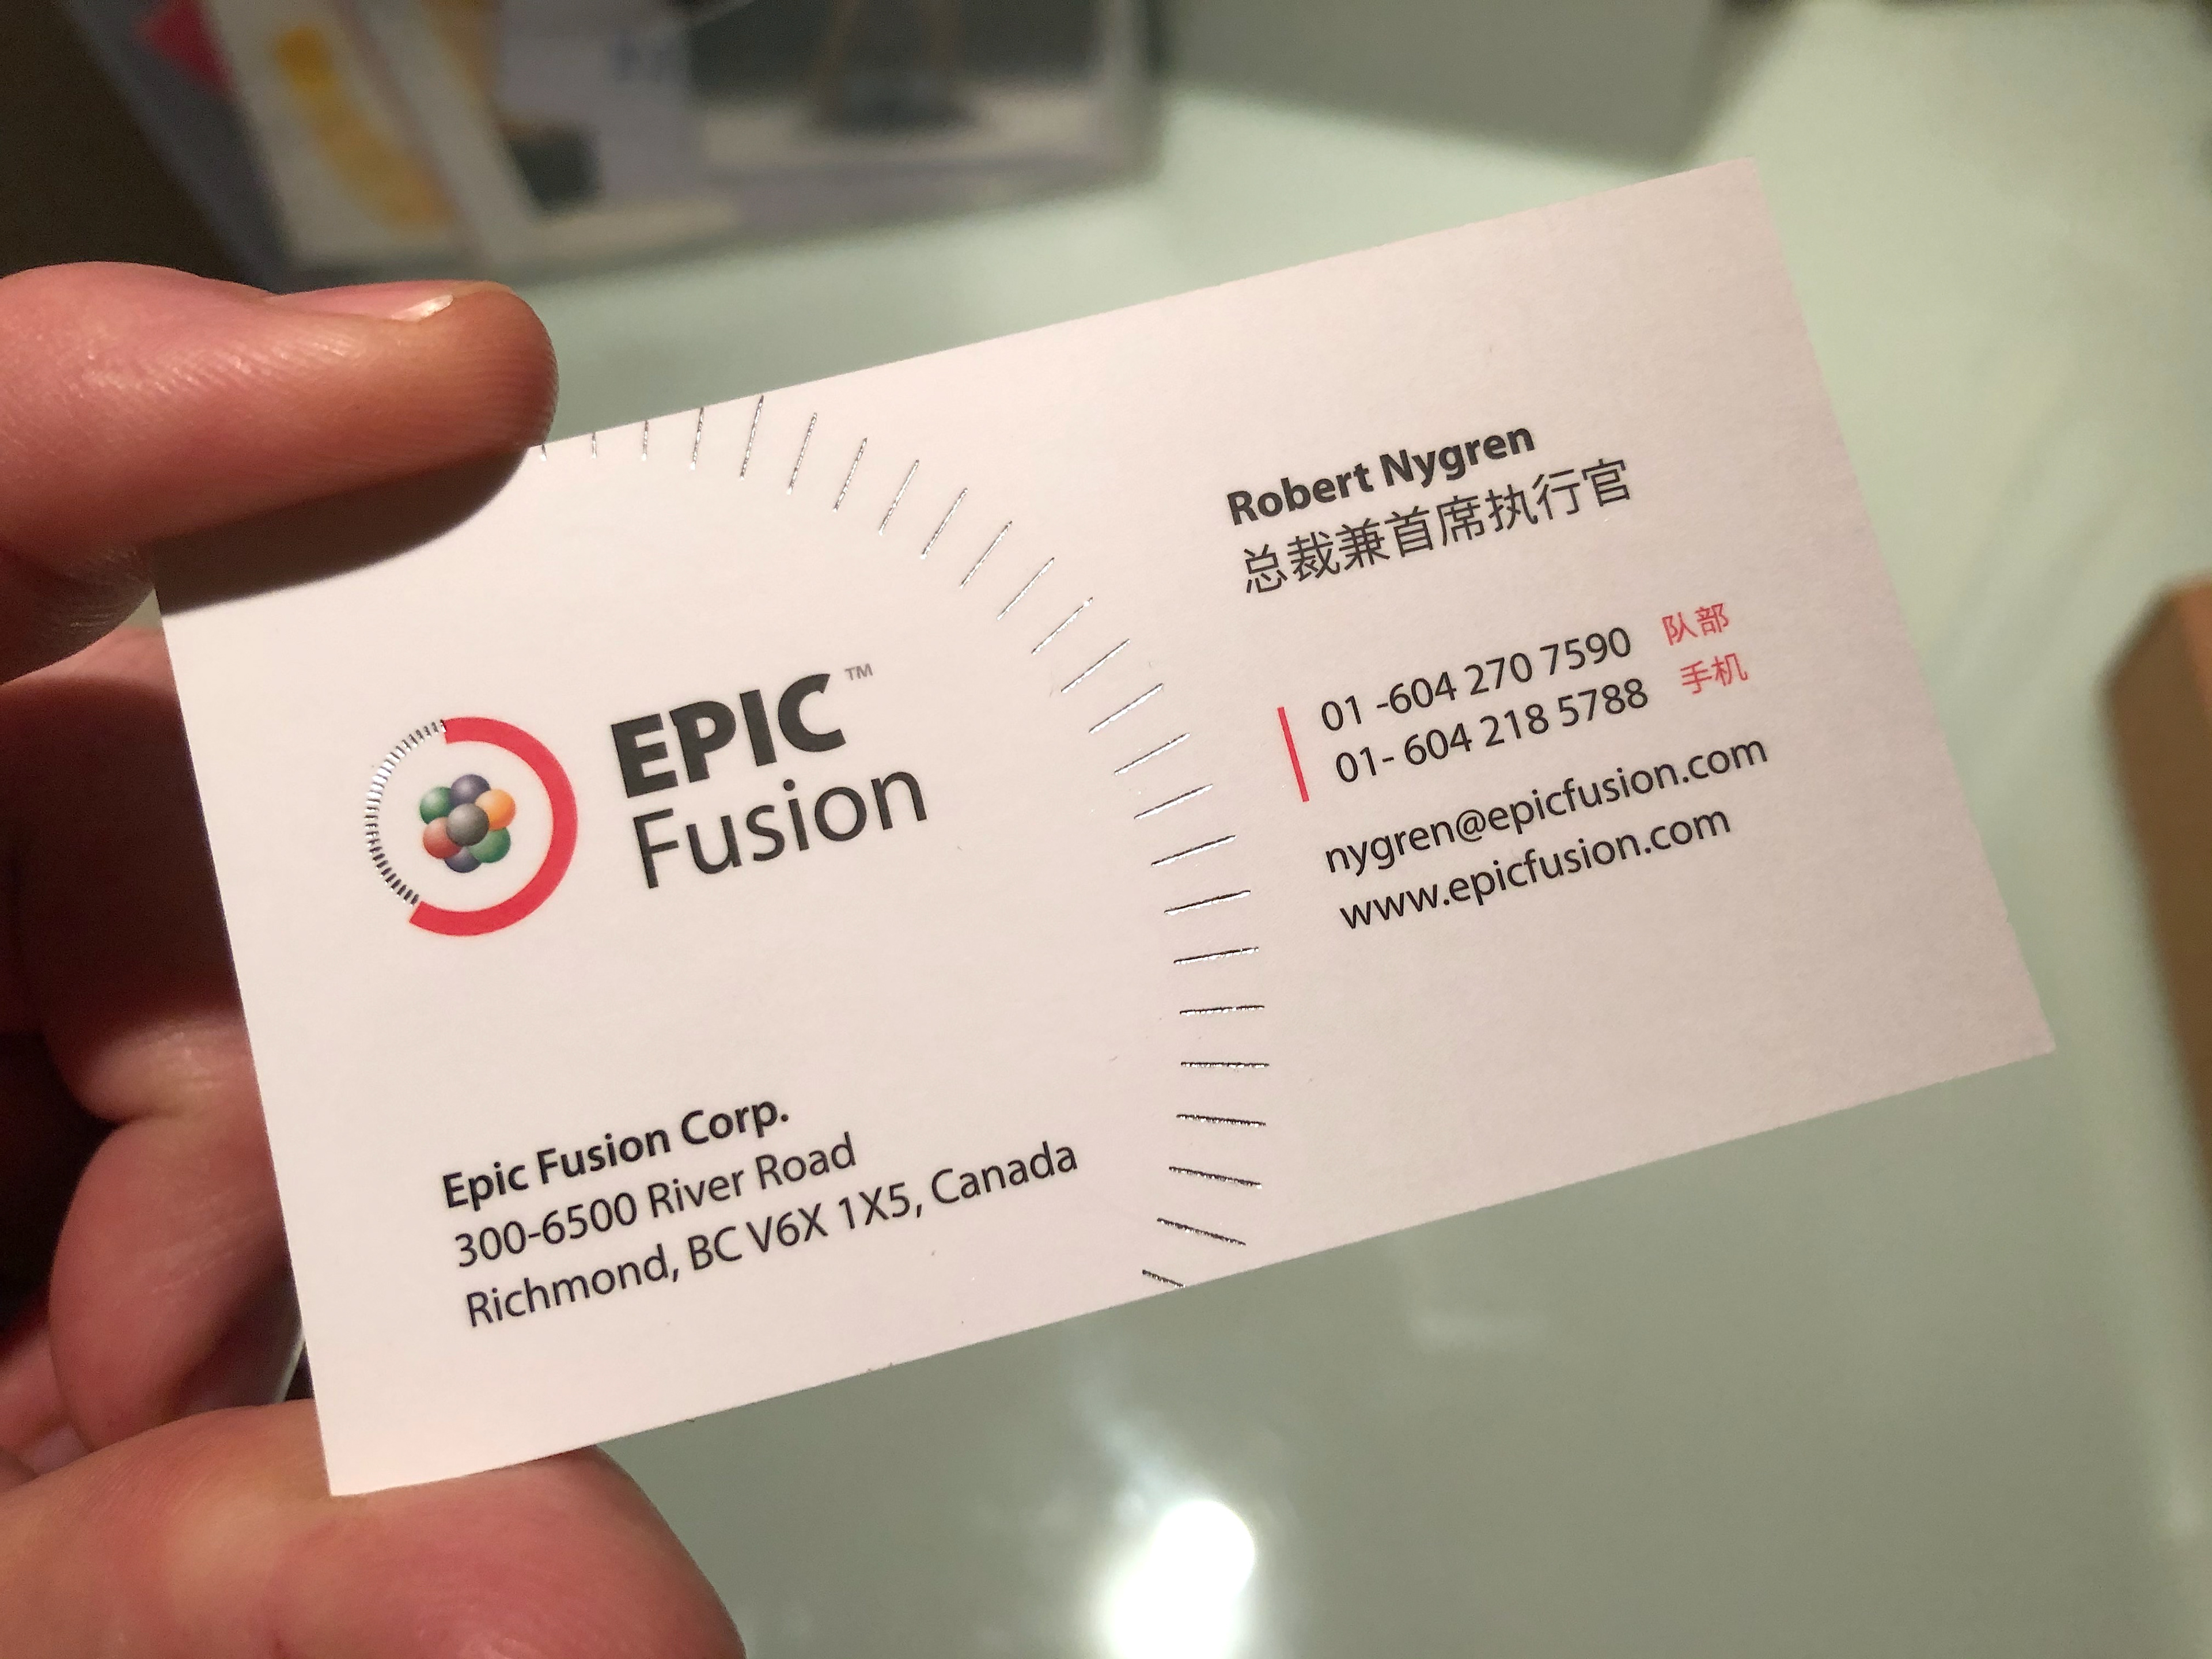 EPIC™
Fusion
Epic Fusion Corp.
300-6500 River Road
Richmond, BC V6X 1X5, Canada
Robert Nygren
总裁兼首席执行官
01 -604 270 7590 队部
01- 604 218 5788 手机
nygren@epicfusion.com
www.epicfusion.com